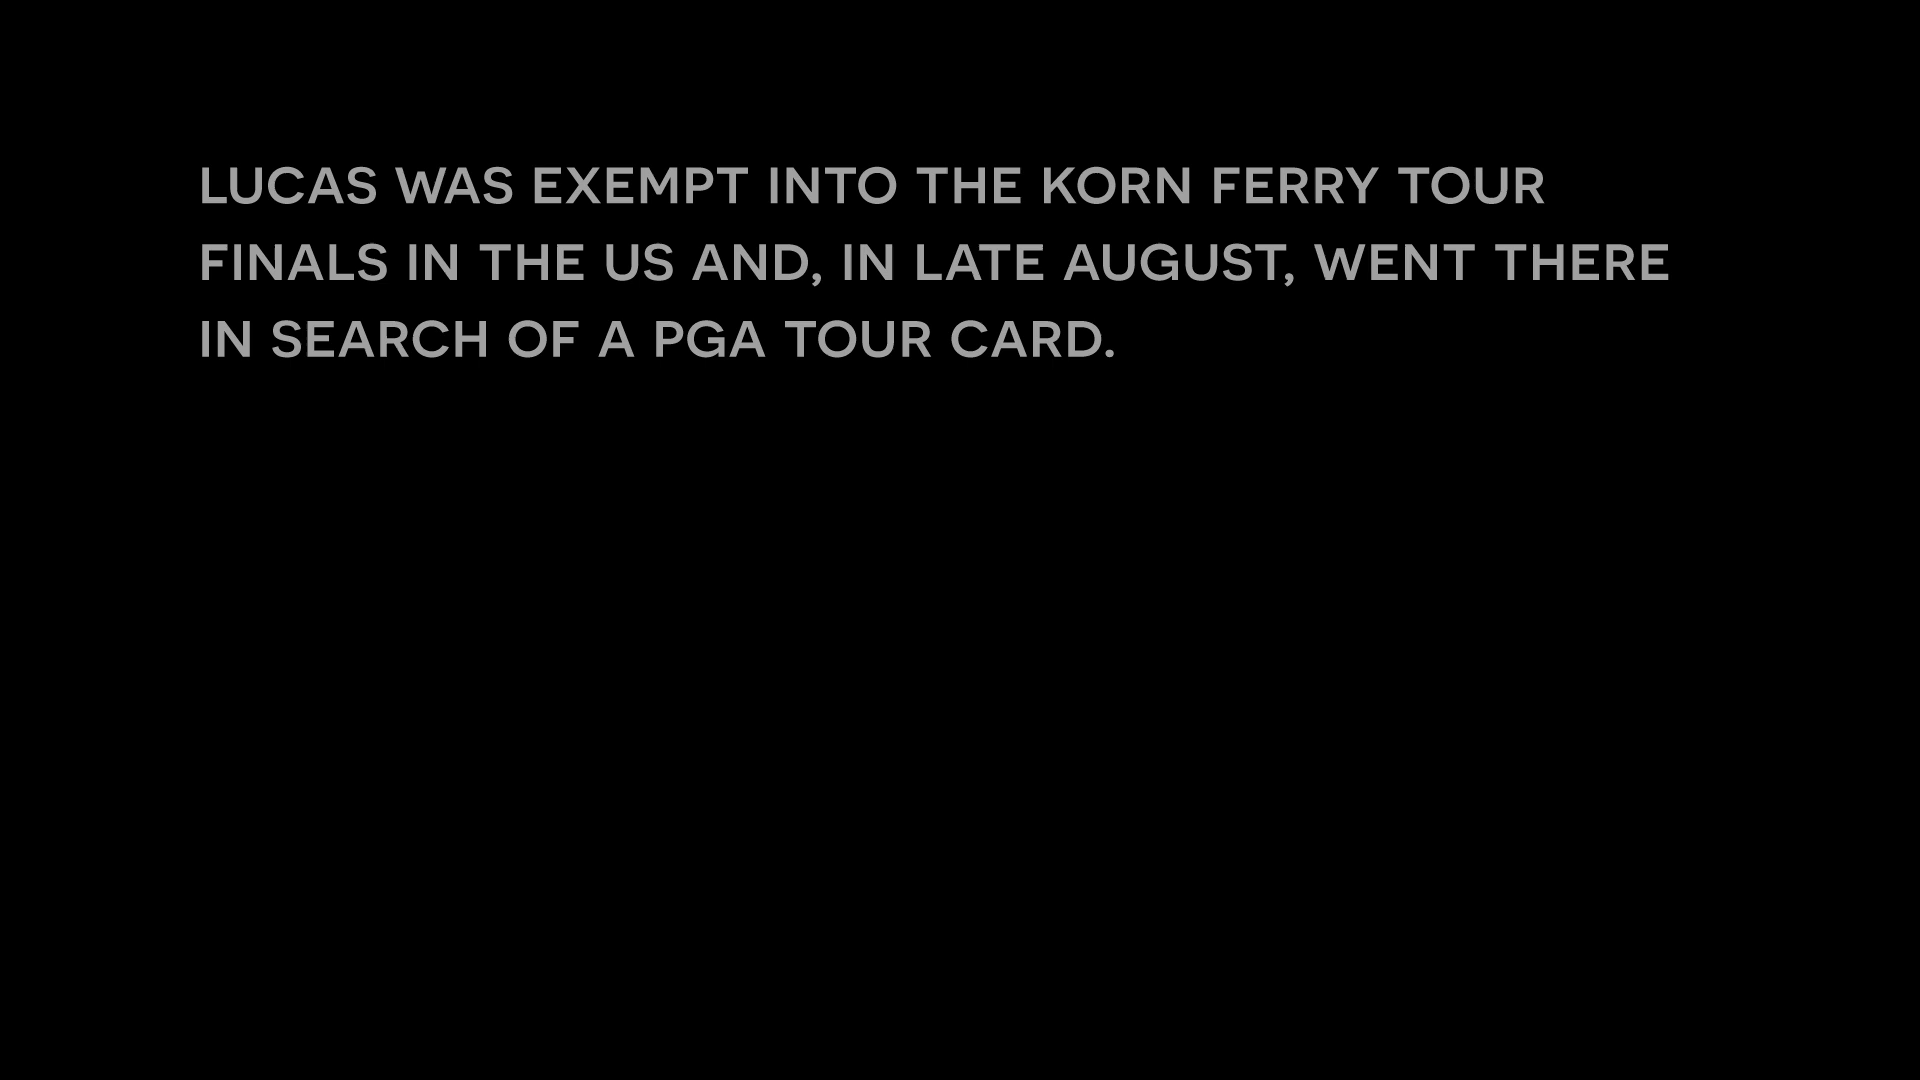 LUCAS WAS EXEMPT INTO THE KORN FERRY TOUR
FINALS IN THE US AND, IN LATE AUGUST, WENT THERE
IN SEARCH OF A PGA TOUR CARD.